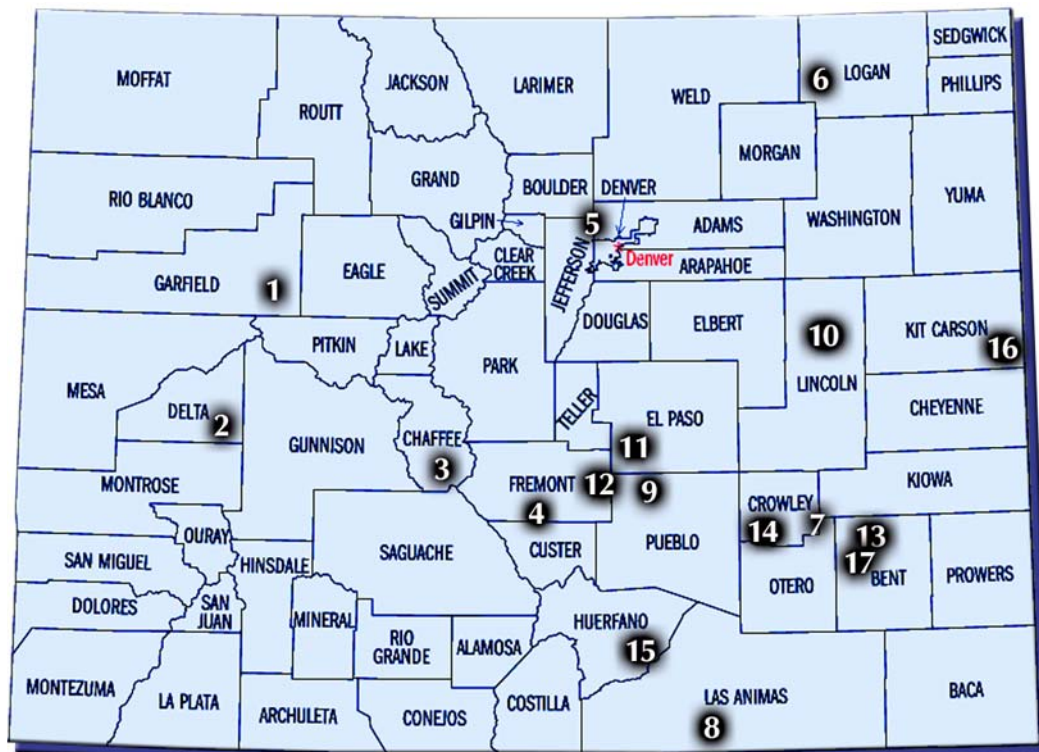 SEDGWICK
MOFFAT
JACKSON
LARIMER
6
LOGAN
WELD
PHILLIPS
ROUTT
MORGAN
GRAND
BOULDER
DENVER
YUMA
RIO BLANCO
GILPIN
5
ADAMS
WASHINGTON
CLEAR
CREEK
Denver
ARAPAHOE
EAGLE
SUMMIT
JEFFERSON
GARFIELD
1
DOUGLAS
ELBERT
10
KIT CARSON
16
PITKIN
LAKE
PARK
LINCOLN
MESA
DELTA
2
TELLER
EL PASO
CHEYENNE
GUNNISON
CHAFFEE
3
11
MONTROSE
FREMONT
12
9
KIOWA
4
CROWLEY
14
7
13
OURAY
SAGUACHE
CUSTER
PUEBLO
SAN MIGUEL
HINSDALE
17
BENT
PROWERS
OTERO
DOLORES
SAN
JUAN
MINERAL
RIO
GRANDE
ALAMOSA
HUERFANO
15
MONTEZUMA
LA PLATA
ARCHULETA
CONEJOS
COSTILLA
LAS ANIMAS
8
BACA